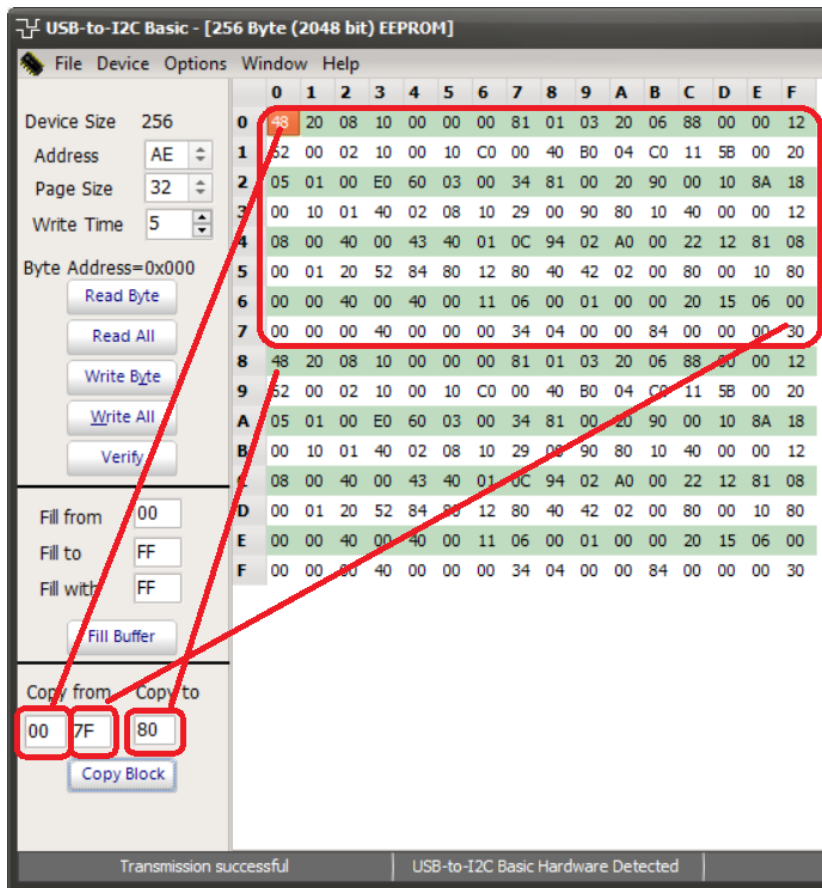 USB-to-I2C Basic - [256 Byte (2048 bit) EEPROM]
File Device Options Window Help
Device Size 256
Address AE
Page Size 32
Write Time 5
Byte Address=0x000
Read Byte
Read All
Write Byte
Write All
Verify
Fill from 00
Fill to FF
Fill with FF
Fill Buffer
Copy from Copy to
00 7F 80
Copy Block
0 1 2 3 4 5 6 7 8 9 A B C D E F
0 48 20 08 10 00 00 00 81 01 03 20 06 88 00 00 12
1 52 00 02 10 00 10 C0 00 40 B0 04 C0 11 5B 00 20
2 05 01 00 E0 60 03 00 34 81 00 20 90 00 10 8A 18
3 00 10 01 40 02 08 10 29 00 90 80 10 40 00 00 12
4 08 00 40 00 43 40 01 0C 94 02 A0 00 22 12 81 08
5 00 01 20 52 84 80 12 80 40 42 02 00 80 00 10 80
6 00 00 40 00 40 00 11 06 00 01 00 00 20 15 06 00
7 00 00 00 40 00 00 00 34 04 00 00 84 00 00 00 30
8 48 20 08 10 00 00 00 81 01 03 20 06 88 00 00 12
9 52 00 02 10 00 10 C0 00 40 B0 04 C0 11 5B 00 20
A 05 01 00 E0 60 03 00 34 81 00 20 90 00 10 8A 18
B 00 10 01 40 02 08 10 29 00 90 80 10 40 00 00 12
C 08 00 40 00 43 40 01 0C 94 02 A0 00 22 12 81 08
D 00 01 20 52 84 80 12 80 40 42 02 00 80 00 10 80
E 00 00 40 00 40 00 11 06 00 01 00 00 20 15 06 00
F 00 00 00 40 00 00 00 34 04 00 00 84 00 00 00 30
Transmission successful USB-to-I2C Basic Hardware Detected